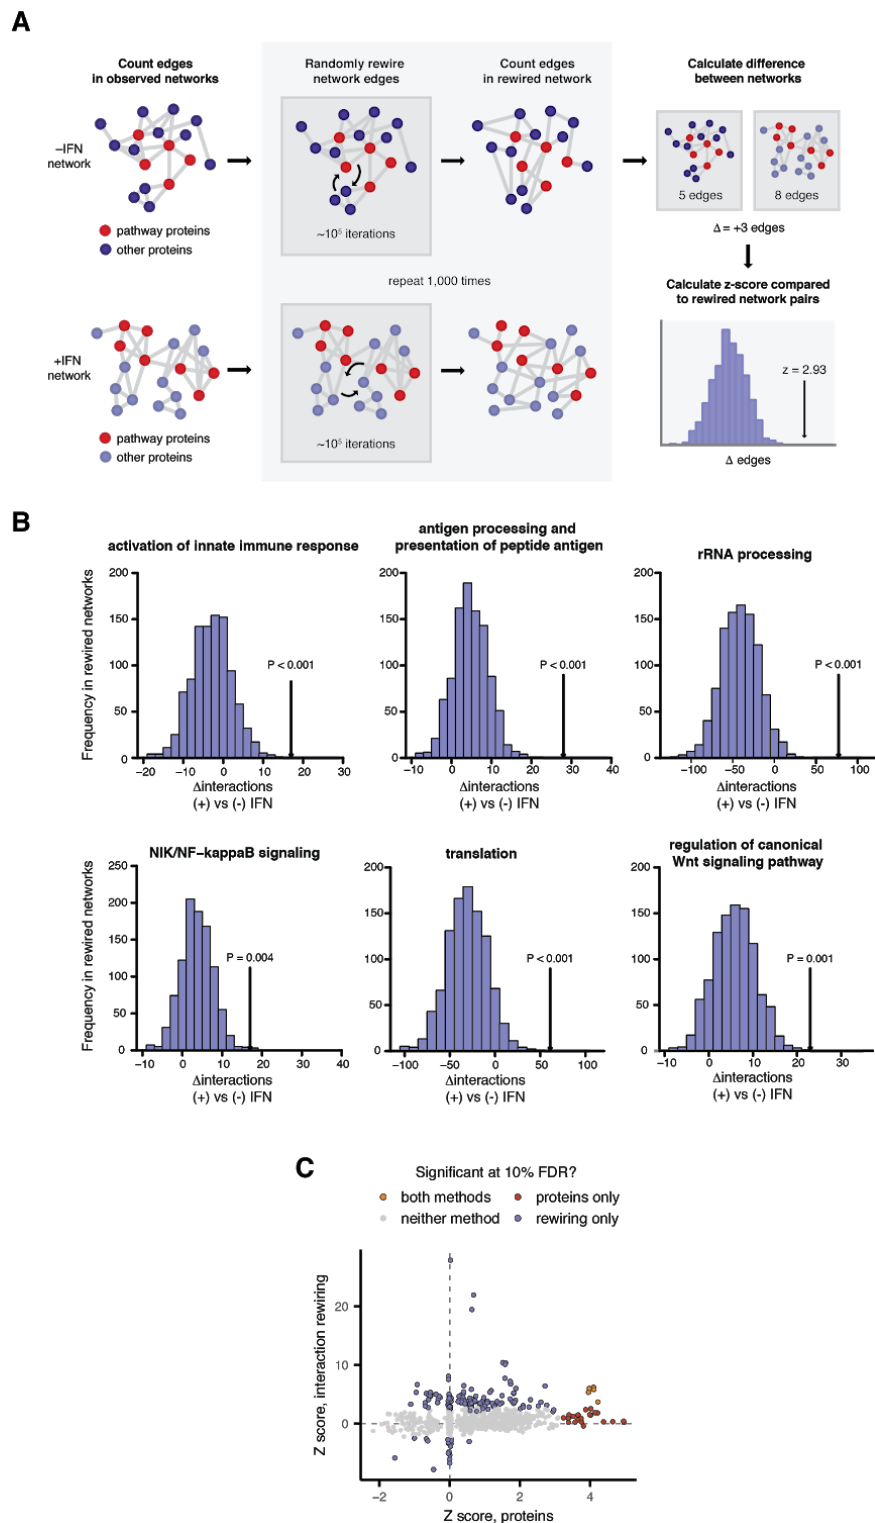 A
Count edges
in observed networks
Randomly rewire
network edges
Count edges
in rewired network
Calculate difference
between networks
–IFN
network
5 edges
8 edges
pathway proteins
other proteins
~10⁵ iterations
Δ = +3 edges
repeat 1,000 times
Calculate z-score compared
to rewired network pairs
+IFN
network
z = 2.93
pathway proteins
other proteins
~10⁵ iterations
Δ edges
B
activation of innate immune response
antigen processing and
presentation of peptide antigen
rRNA processing
Frequency in rewired networks
200
150
100
50
0
P < 0.001
−20
−10
0
10
20
30
Δinteractions
(+) vs (-) IFN
200
150
100
50
0
P < 0.001
−10
0
10
20
30
40
Δinteractions
(+) vs (-) IFN
200
150
100
50
0
P < 0.001
−100
−50
0
50
100
Δinteractions
(+) vs (-) IFN
NIK/NF−kappaB signaling
translation
regulation of canonical
Wnt signaling pathway
Frequency in rewired networks
250
200
150
100
50
0
P = 0.004
−10
0
10
20
30
40
Δinteractions
(+) vs (-) IFN
200
150
100
50
0
P < 0.001
−100
−50
0
50
100
Δinteractions
(+) vs (-) IFN
200
150
100
50
0
P = 0.001
−10
0
10
20
30
Δinteractions
(+) vs (-) IFN
C
Significant at 10% FDR?
both methods
proteins only
neither method
rewiring only
Z score, interaction rewiring
20
10
0
−2
0
2
4
Z score, proteins